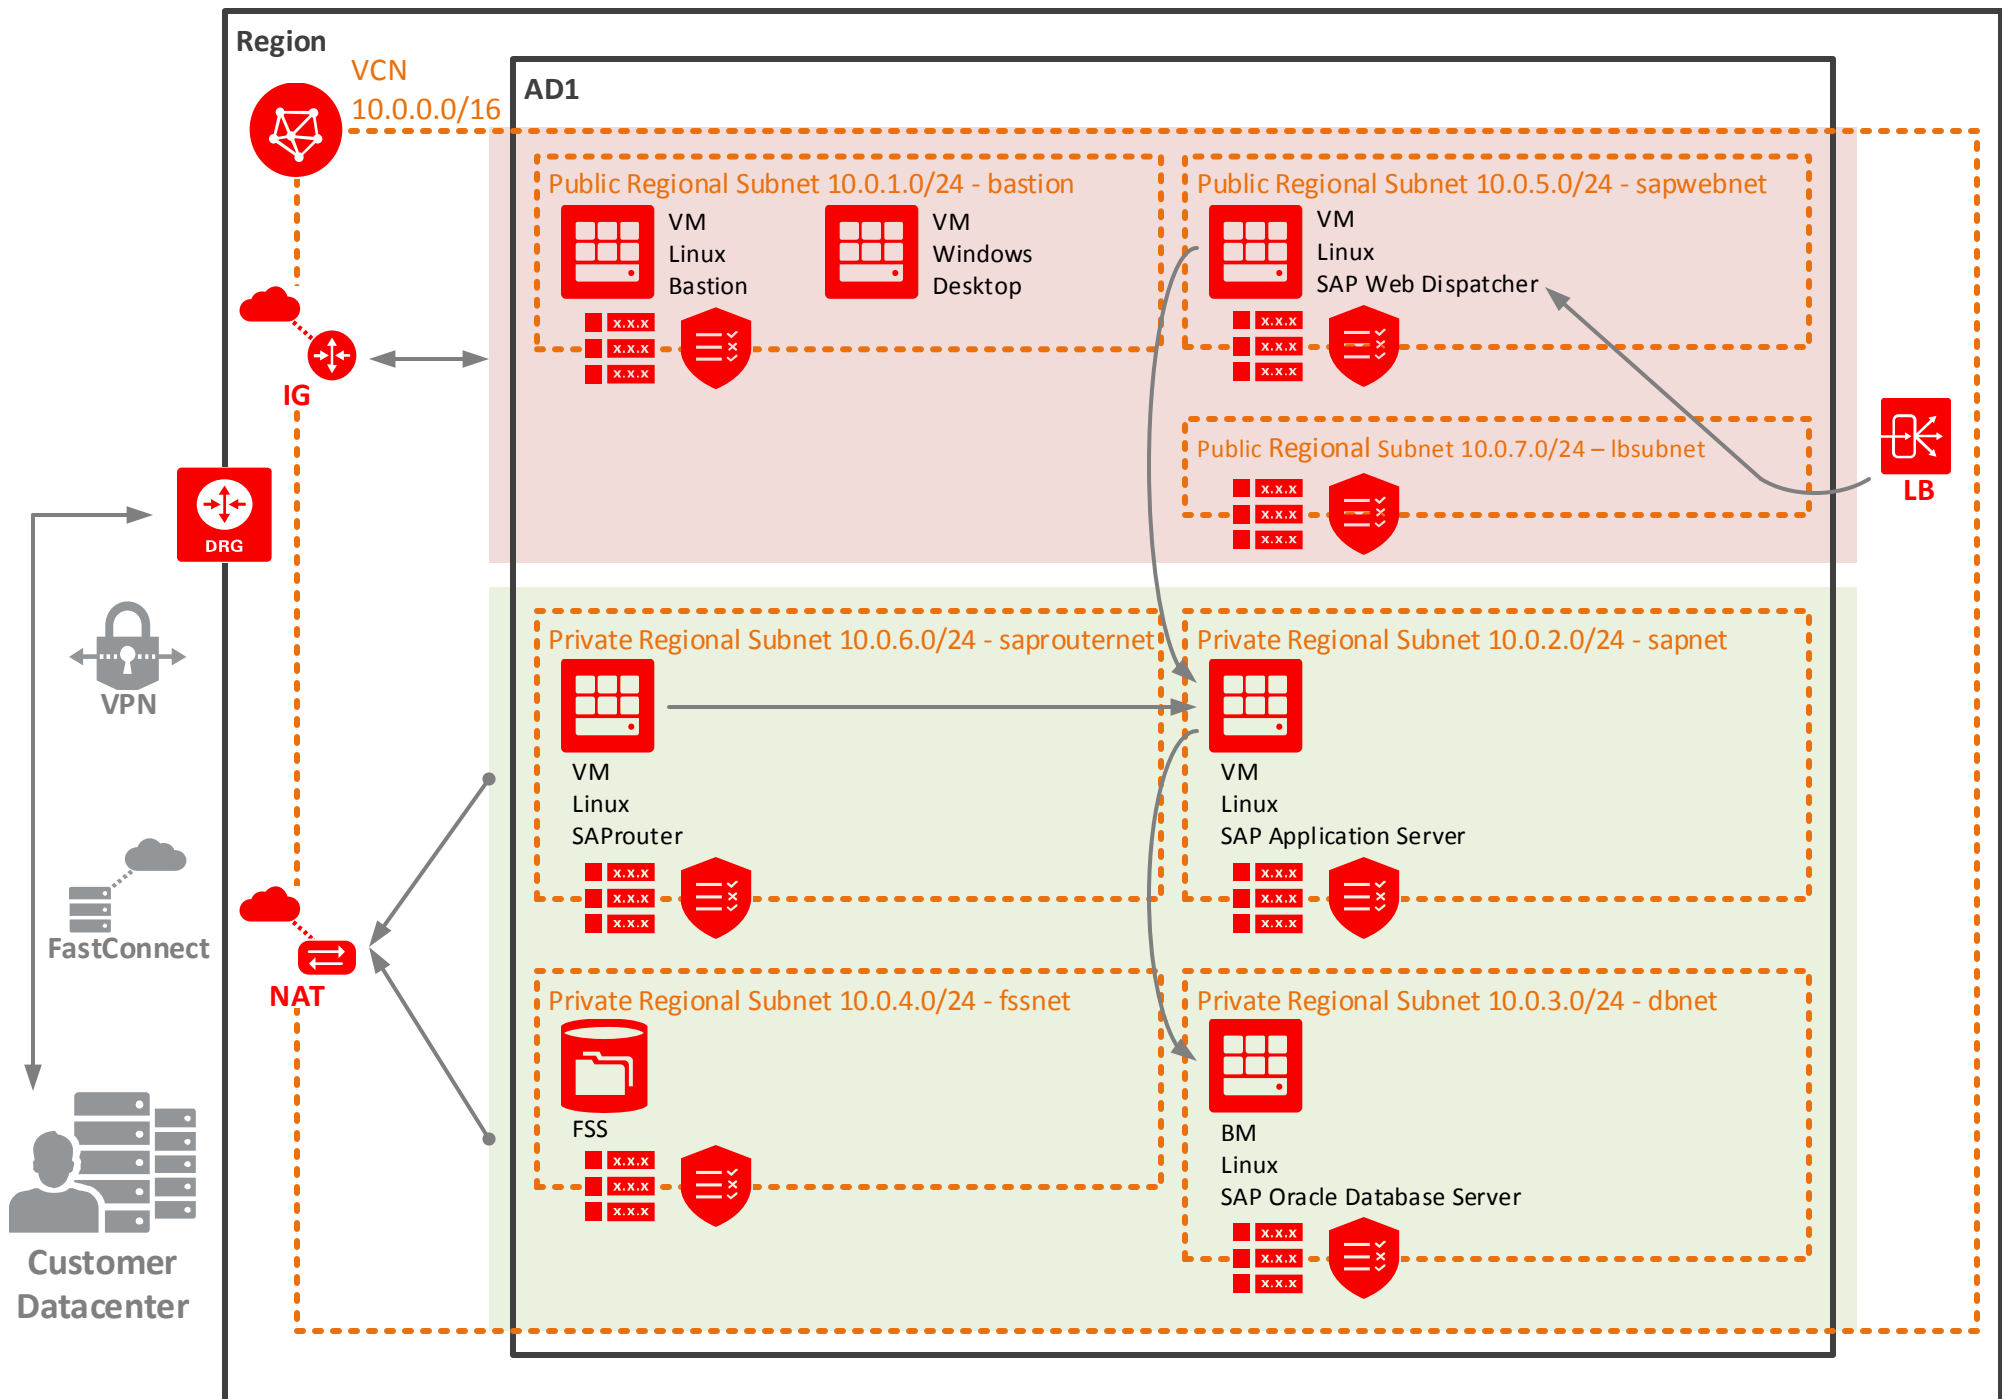 Region
VCN
10.0.0.0/16
AD1
Public Regional Subnet 10.0.1.0/24 - bastion
VM
Linux
Bastion
VM
Windows
Desktop
x.x.x
x.x.x
x.x.x
Public Regional Subnet 10.0.5.0/24 - sapwebnet
VM
Linux
SAP Web Dispatcher
x.x.x
x.x.x
x.x.x
IG
Public Regional Subnet 10.0.7.0/24 – lbsubnet
x.x.x
x.x.x
x.x.x
LB
DRG
VPN
FastConnect
NAT
Customer
Datacenter
Private Regional Subnet 10.0.6.0/24 - saprouternet
VM
Linux
SAProuter
x.x.x
x.x.x
x.x.x
Private Regional Subnet 10.0.2.0/24 - sapnet
VM
Linux
SAP Application Server
x.x.x
x.x.x
x.x.x
Private Regional Subnet 10.0.4.0/24 - fssnet
FSS
x.x.x
x.x.x
x.x.x
Private Regional Subnet 10.0.3.0/24 - dbnet
BM
Linux
SAP Oracle Database Server
x.x.x
x.x.x
x.x.x